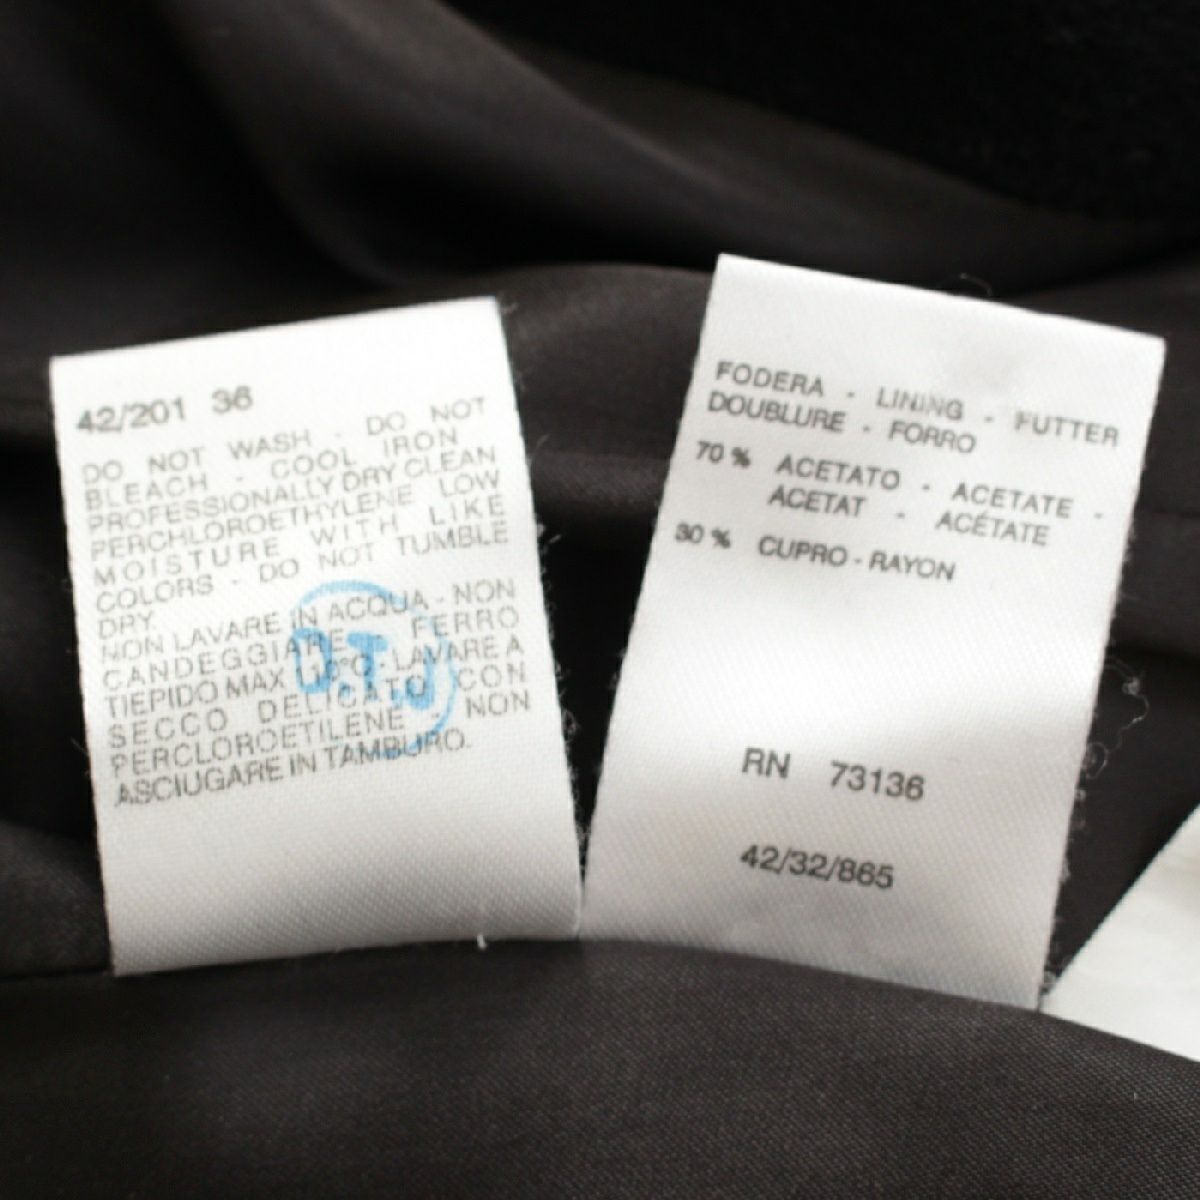 42/201 36
DO NOT WASH - DO NOT
BLEACH - COOL IRON
PROFESSIONALLY DRY CLEAN
PERCHLOROETHYLENE LOW
MOISTURE WITH LIKE
COLORS - DO NOT TUMBLE
DRY
NON LAVARE IN ACQUA - NON
CANDEGGIARE FERRO
TIEPIDO MAX 110°C - LAVARE A
SECCO DELICATO CON
PERCLOROETILENE - NON
ASCIUGARE IN TAMBURO.
D.T.J
FODERA - LINING - FUTTER
DOUBLURE - FORRO
70 % ACETATO - ACETATE -
ACETAT - ACÉTATE
30 % CUPRO - RAYON
RN 73136
42/32/865